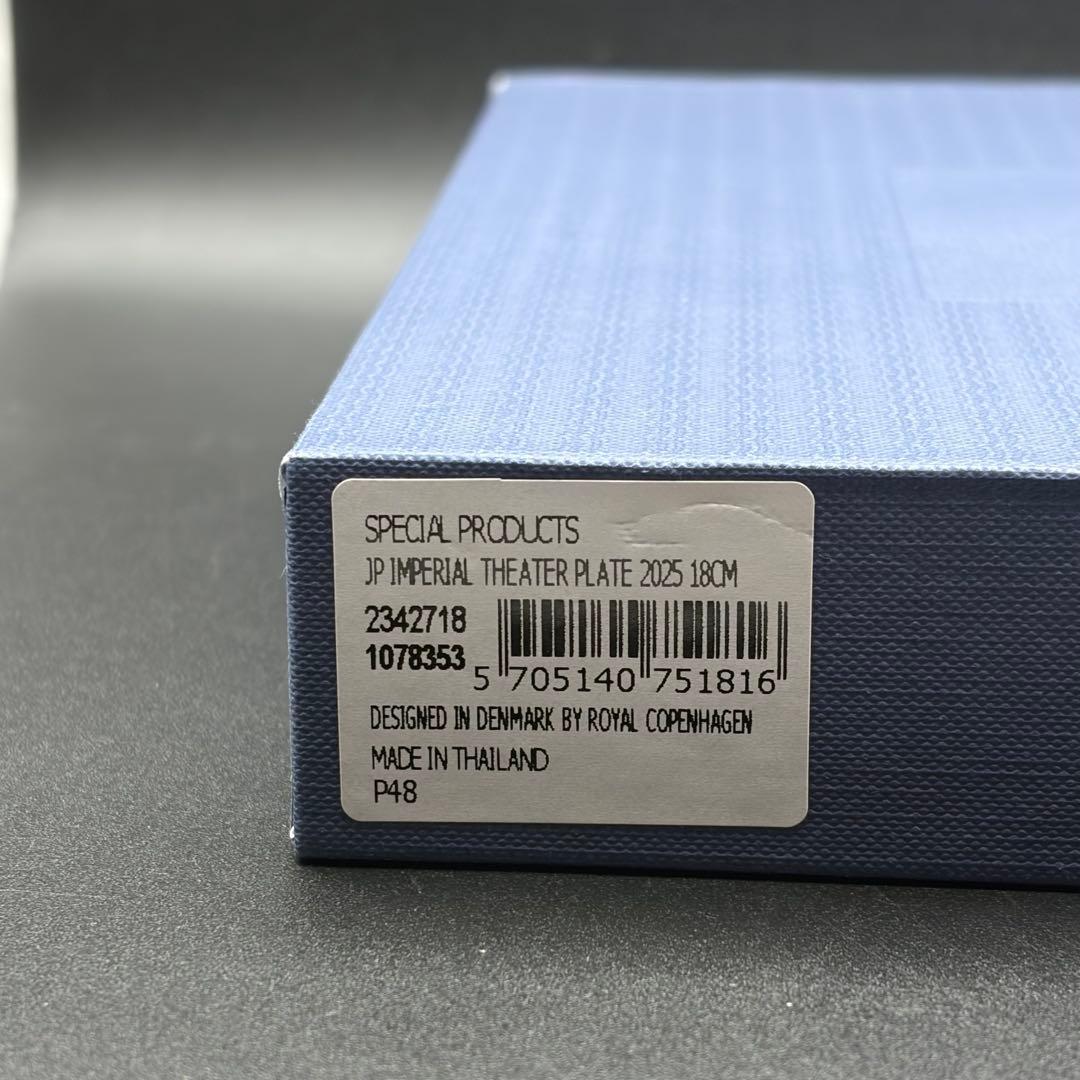 SPECIAL PRODUCTS
JP IMPERIAL THEATER PLATE 2025 18CM
2342718
1078353
5 705140 751816
DESIGNED IN DENMARK BY ROYAL COPENHAGEN
MADE IN THAILAND
P48